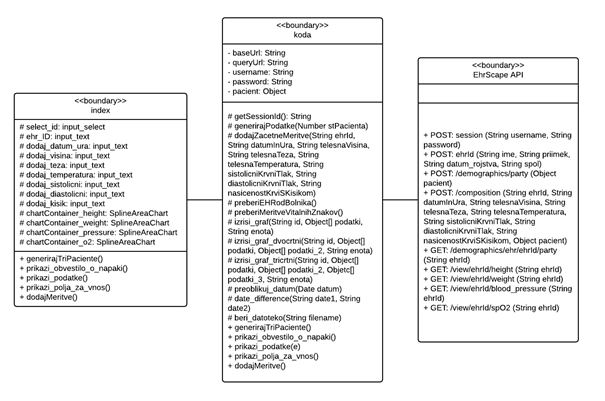 <<boundary>>
index
# select_id: input_select
# ehr_ID: input_text
# dodaj_datum_ura: input_text
# dodaj_visina: input_text
# dodaj_teza: input_text
# dodaj_temperatura: input_text
# dodaj_sistolicni: input_text
# dodaj_diastolicni: input_text
# dodaj_kisik: input_text
# chartContainer_height: SplineAreaChart
# chartContainer_weight: SplineAreaChart
# chartContainer_pressure: SplineAreaChart
# chartContainer_o2: SplineAreaChart
+ generirajTriPaciente()
+ prikazi_obvestilo_o_napaki()
+ prikazi_podatke()
+ prikazi_polja_za_vnos()
+ dodajMeritve()
<<boundary>>
koda
- baseUrl: String
- queryUrl: String
- username: String
- password: String
- pacient: Object
# getSessionId(): String
# generirajPodatke(Number stPacienta)
# dodajZacetneMeritve(String ehrId,
String datumInUra, String telesnaVisina,
String telesnaTeza, String
telesnaTemperatura, String
sistolicniKrvniTlak, String
diastolicniKrvniTlak, String
nasicenostKrviSKisikom)
# preberiEHRodBolnika()
# preberiMeritveVitalnihZnakov()
# izrisi_graf(String id, Object[] podatki,
String enota)
# izrisi_graf_dvocrtni(String id, Object[]
podatki, Object[] podatki_2, String enota)
# izrisi_graf_tricrtni(String id, Object[]
podatki, Object[] podatki_2, Objetc[]
podatki_3, String enota)
# preoblikuj_datum(Date datum)
# date_difference(String date1, String
date2)
# beri_datoteko(String filename)
+ generirajTriPaciente()
+ prikazi_obvestilo_o_napaki()
+ prikazi_podatke(e)
+ prikazi_polja_za_vnos()
+ dodajMeritve()
<<boundary>>
EhrScape API
+ POST: session (String username, String
password)
+ POST: ehrId (String ime, String priimek,
String datum_rojstva, String spol)
+ POST: /demographics/party (Object
pacient)
+ POST: /composition (String ehrId, String
datumInUra, String telesnaVisina, String
telesnaTeza, String telesnaTemperatura,
String sistolicniKrvniTlak, String
diastolicniKrvniTlak, String
nasicenostKrviSKisikom, Object pacient)
+ GET: /demographics/ehr/ehrId/party
(String ehrId)
+ GET: /view/ehrId/height (String ehrId)
+ GET: /view/ehrId/weight (String ehrId)
+ GET: /view/ehrId/blood_pressure (String
ehrId)
+ GET: /view/ehrId/spO2 (String ehrId)